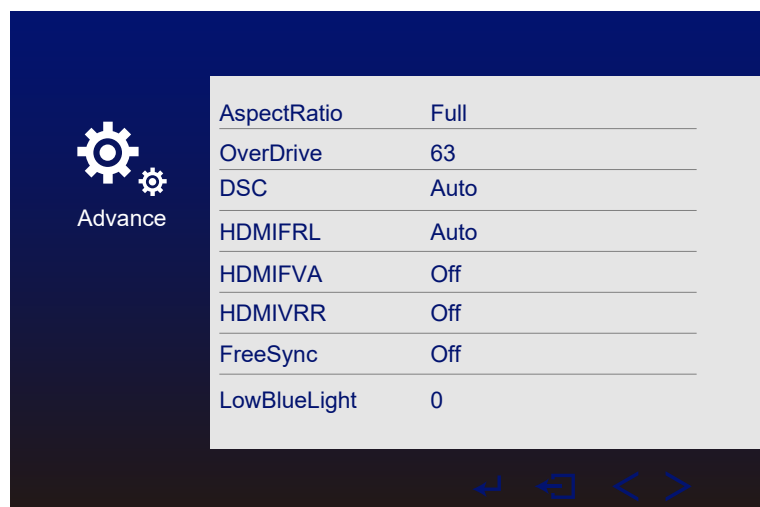 Advance
AspectRatio Full
OverDrive 63
DSC Auto
HDMIFRL Auto
HDMIFVA Off
HDMIVRR Off
FreeSync Off
LowBlueLight 0